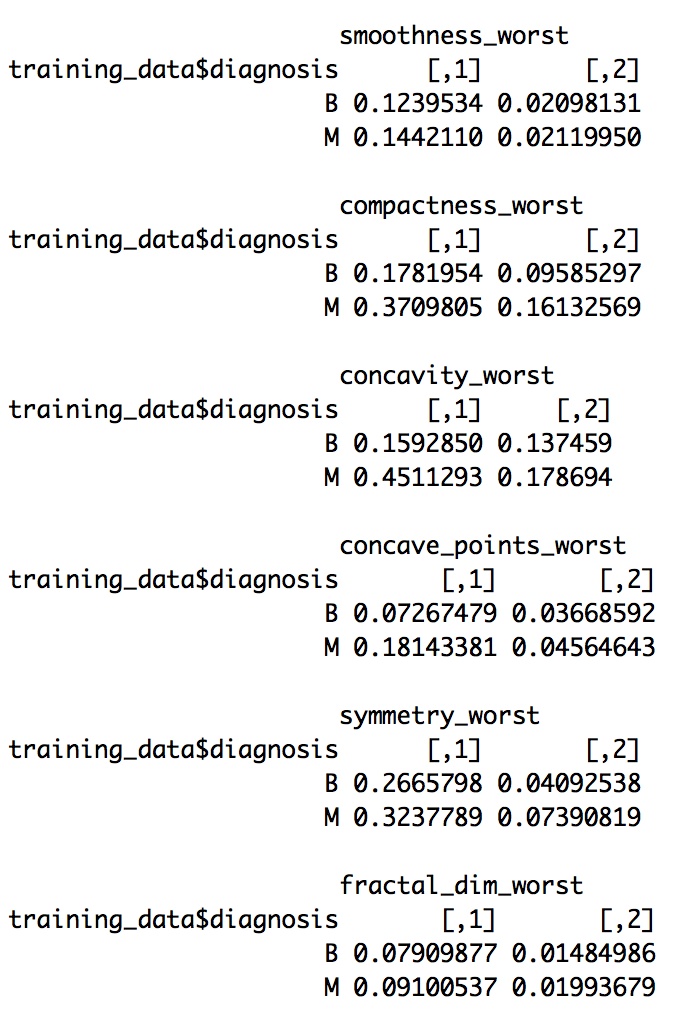 smoothness_worst
training_data$diagnosis [,1] [,2]
B 0.1239534 0.02098131
M 0.1442110 0.02119950
compactness_worst
training_data$diagnosis [,1] [,2]
B 0.1781954 0.09585297
M 0.3709805 0.16132569
concavity_worst
training_data$diagnosis [,1] [,2]
B 0.1592850 0.137459
M 0.4511293 0.178694
concave_points_worst
training_data$diagnosis [,1] [,2]
B 0.07267479 0.03668592
M 0.18143381 0.04564643
symmetry_worst
training_data$diagnosis [,1] [,2]
B 0.2665798 0.04092538
M 0.3237789 0.07390819
fractal_dim_worst
training_data$diagnosis [,1] [,2]
B 0.07909877 0.01484986
M 0.09100537 0.01993679